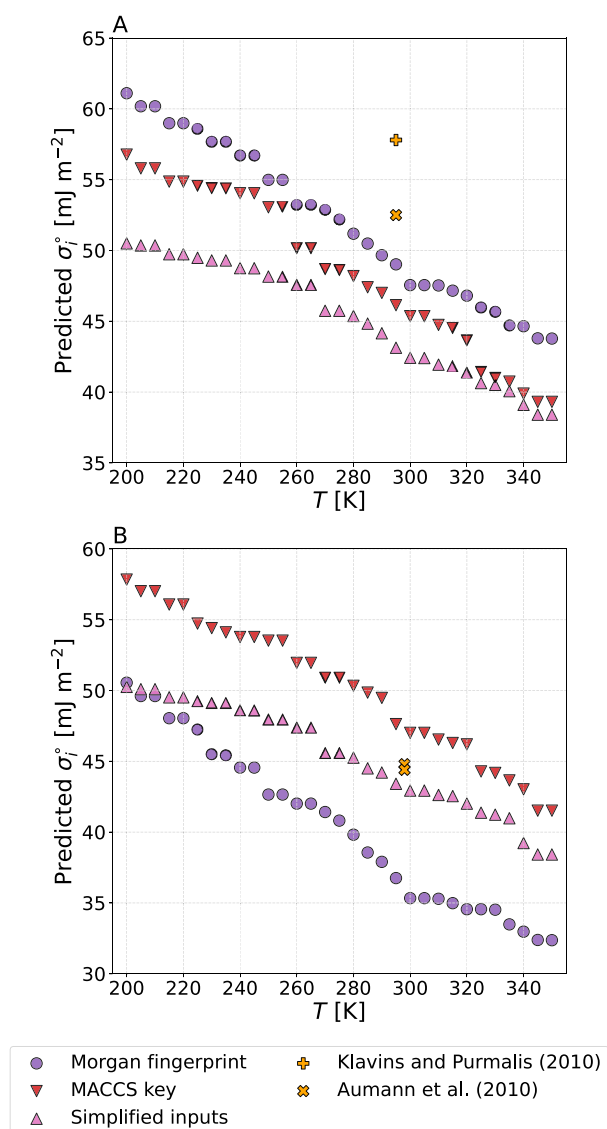 A
65
60
55
50
45
40
35
Predicted σᵢ° [mJ m⁻²]
200 220 240 260 280 300 320 340
T [K]
B
60
55
50
45
40
35
30
Predicted σᵢ° [mJ m⁻²]
200 220 240 260 280 300 320 340
T [K]
Morgan fingerprint
MACCS key
Simplified inputs
Klavins and Purmalis (2010)
Aumann et al. (2010)